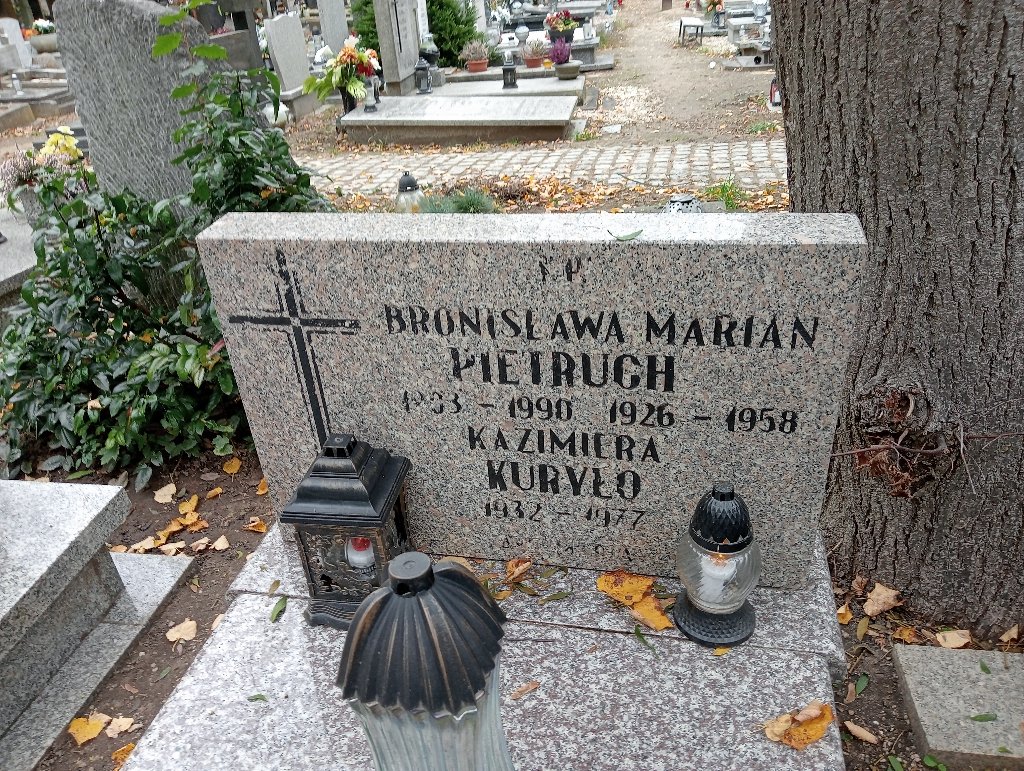 Ś.P.
BRONISŁAWA MARIAN
PIETRUCH
1903 – 1990 1926 – 1958
KAZIMIERA
KURYŁO
1932 – 1977